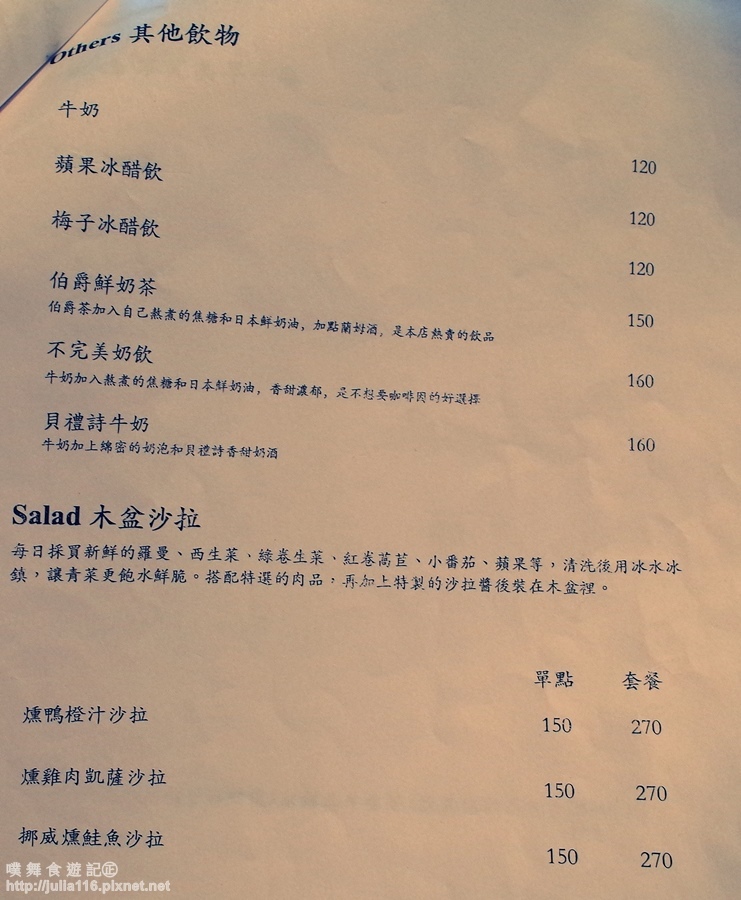 Others 其他飲物
牛奶 120
蘋果冰醋飲 120
梅子冰醋飲 120
伯爵鮮奶茶 150
伯爵茶加入自己熬煮的焦糖和日本鮮奶油，加點蘭姆酒，是本店熱賣的飲品
不完美奶飲 160
牛奶加入熬煮的焦糖和日本鮮奶油，香甜濃郁，是不想要咖啡因的好選擇
貝禮詩牛奶 160
牛奶加上綿密的奶泡和貝禮詩香甜奶酒
Salad 木盆沙拉
每日採買新鮮的羅曼、西生菜、綠卷生菜、紅卷萵苣、小番茄、蘋果等，清洗後用冰水冰
鎮，讓青菜更飽水鮮脆。搭配特選的肉品，再加上特製的沙拉醬後裝在木盆裡。
單點 套餐
燻鴨橙汁沙拉 150 270
燻雞肉凱薩沙拉 150 270
挪威燻鮭魚沙拉 150 270
噗舞食遊記㊣
http://julia116.pixnet.net